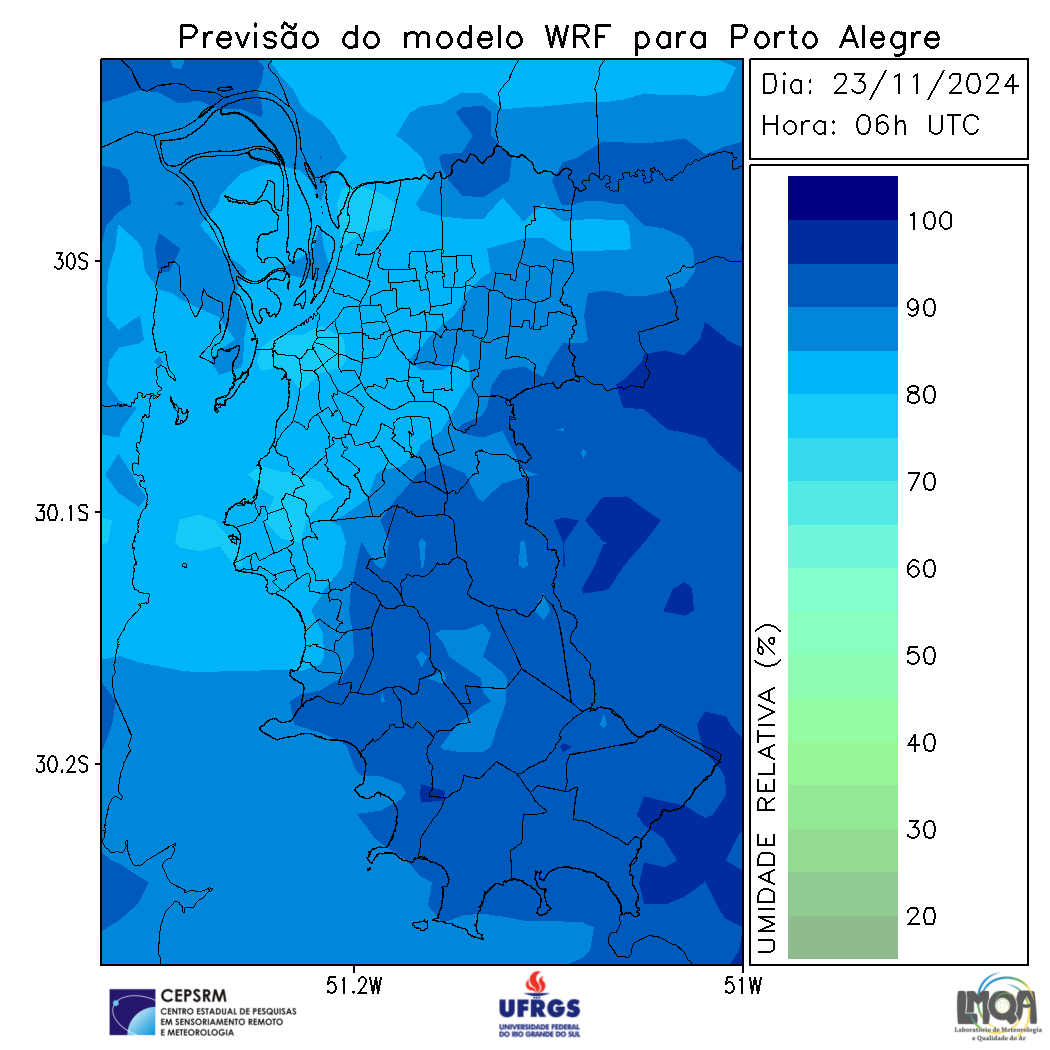 Previsão do modelo WRF para Porto Alegre
Dia: 23/11/2024
Hora: 06h UTC
100
90
80
70
60
50
40
30
20
UMIDADE RELATIVA (%)
30S
30.1S
30.2S
51.2W
51W
CEPSRM
CENTRO ESTADUAL DE PESQUISAS
EM SENSORIAMENTO REMOTO
E METEOROLOGIA
UFRGS
UNIVERSIDADE FEDERAL
DO RIO GRANDE DO SUL
LMQA
Laboratório de Meteorologia
e Qualidade do Ar